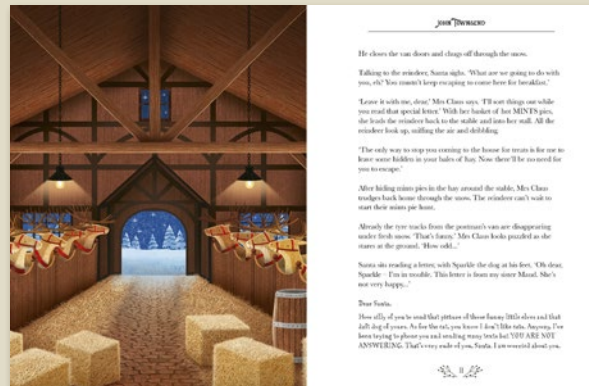 JOHN TOWNSEND
He closes the van doors and chugs off through the snow.
Talking to the reindeer, Santa sighs. 'What are we going to do with
you, eh? You mustn't keep escaping to come here for breakfast.'
'Leave it with me, dear,' Mrs Claus says. 'I'll sort things out while
you read that special letter.' With her basket of hot MINTS pies,
she leads the reindeer back to the stable and into her stall. All the
reindeer look up, sniffing the air and dribbling.
'The only way to stop you coming to the house for treats is for me to
leave some hidden in your bales of hay. Now there'll be no need for
you to escape.'
After hiding mints pies in the hay around the stable, Mrs Claus
trudges back home through the snow. The reindeer can't wait to
start their mints pie hunt.
Already the tyre tracks from the postman's van are disappearing
under fresh snow. 'That's funny,' Mrs Claus looks puzzled as she
stares at the ground. 'How odd...'
Santa sits reading a letter, with Sparkle the dog at his feet. 'Oh dear,
Sparkle – I'm in trouble. This letter is from my sister Maud. She's
not very happy...'
Dear Santa,
How silly of you to send that picture of those funny little elves and that
daft dog of yours. As for the cat, you know I don't like cats. Anyway, I've
been trying to phone you and sending many texts but YOU ARE NOT
ANSWERING. That's very rude of you, Santa. I am worried about you.